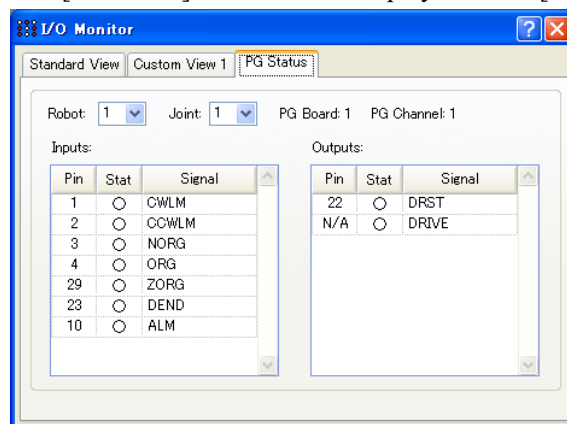 I/O Monitor
Standard View Custom View 1 PG Status
Robot: 1 Joint: 1 PG Board: 1 PG Channel: 1
Inputs: Outputs:
Pin Stat Signal Pin Stat Signal
1 CWLM 22 DRST
2 CCWLM N/A DRIVE
3 NORG
4 ORG
29 ZORG
23 DEND
10 ALM